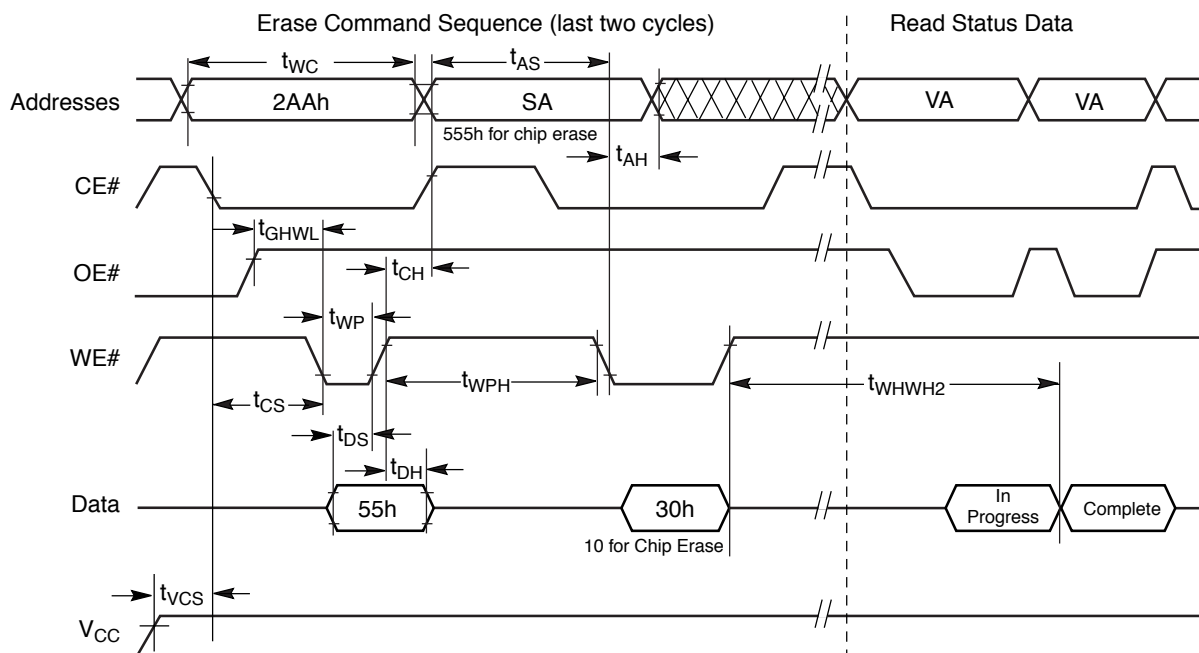 Erase Command Sequence (last two cycles)
Read Status Data
tWC
tAS
Addresses
2AAh
SA
VA
VA
555h for chip erase
tAH
CE#
tGHWL
OE#
tCH
tWP
WE#
tWPH
tWHWH2
tCS
tDS
tDH
Data
55h
30h
In
Progress
Complete
10 for Chip Erase
tVCS
VCC